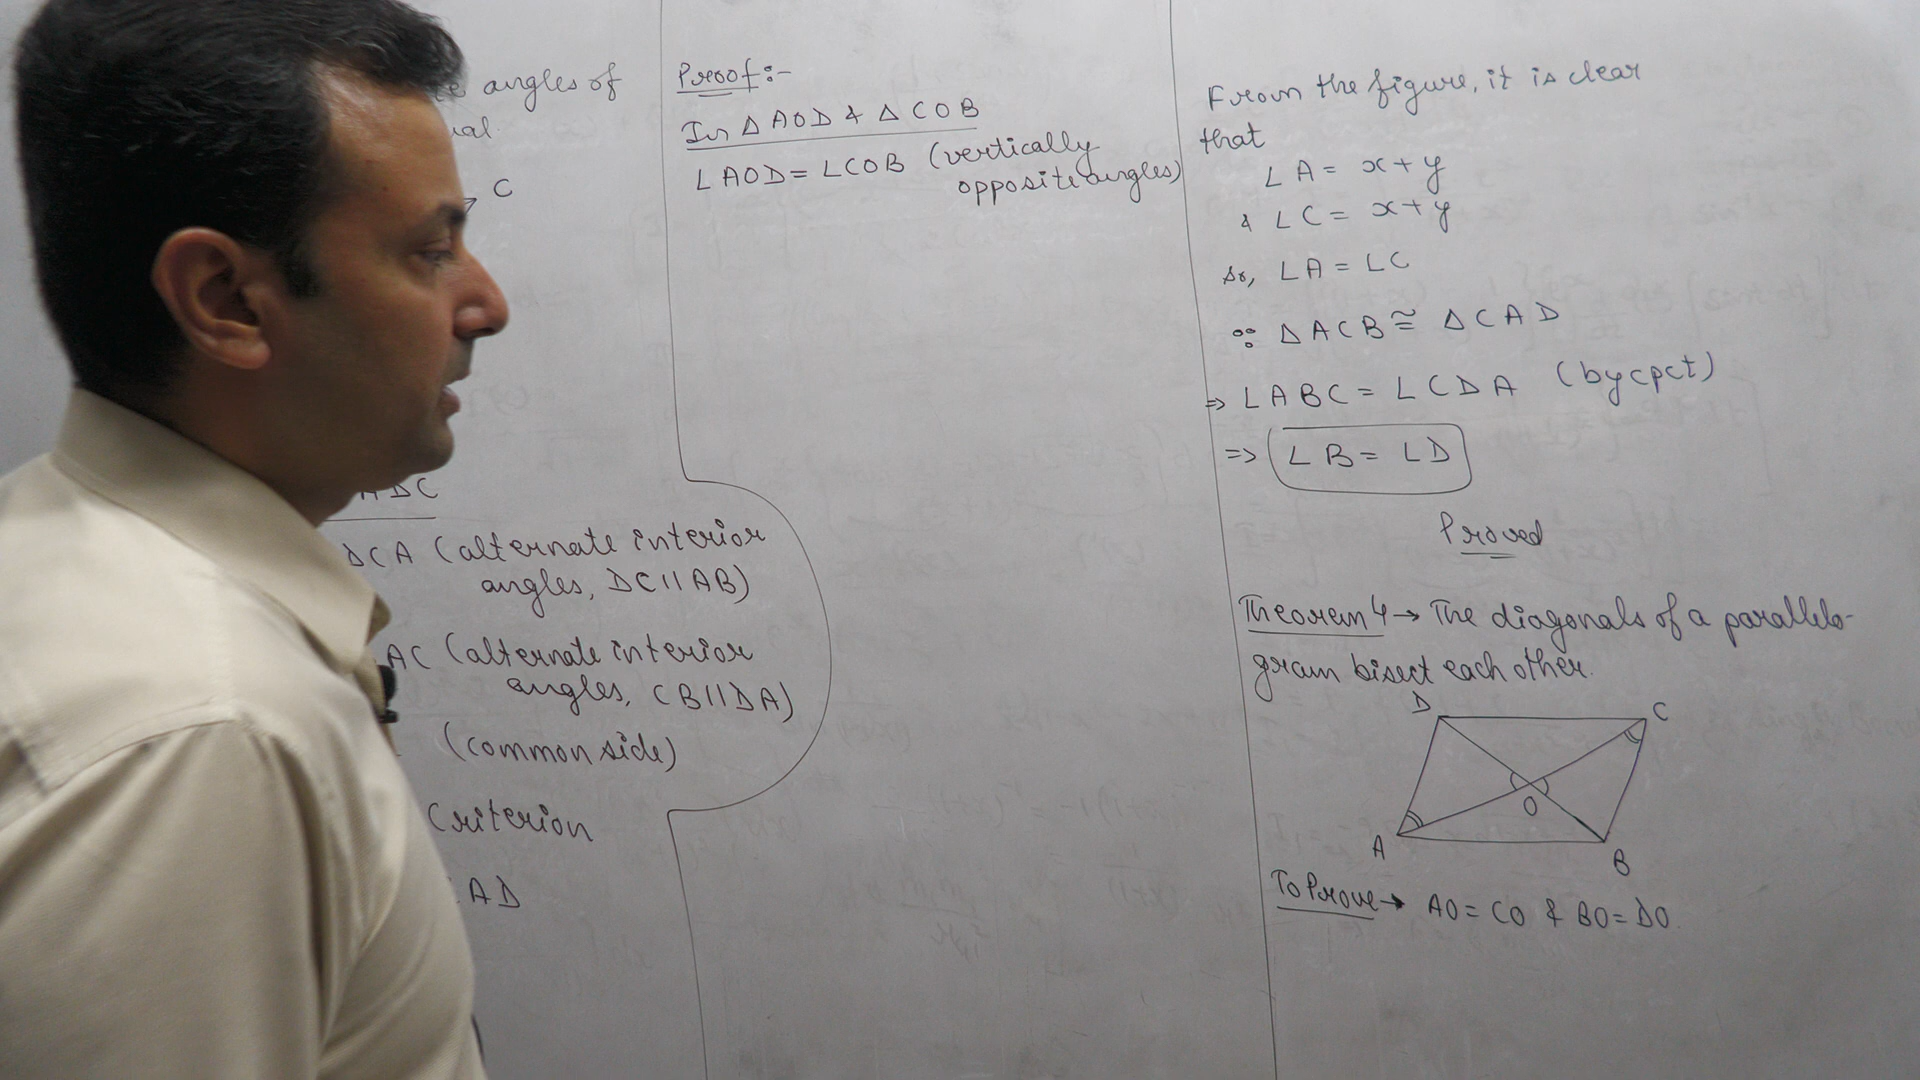 angles of
C
DCA (alternate interior
angles, DC || AB)
AC (alternate interior
angles, CB || DA)
(common side)
Criterion
AD
Proof:-
In △AOD & △COB
∠AOD = ∠COB (vertically
opposite angles)
From the figure, it is clear
that
∠A = x + y
& ∠C = x + y
So, ∠A = ∠C
∵ △ACB ≅ △CAD
⇒ ∠ABC = ∠CDA (by cpct)
⇒ ∠B = ∠D
Proved
Theorem 4 → The diagonals of a parallelo-
gram bisect each other.
D C
O
A B
To Prove → AO = CO & BO = DO